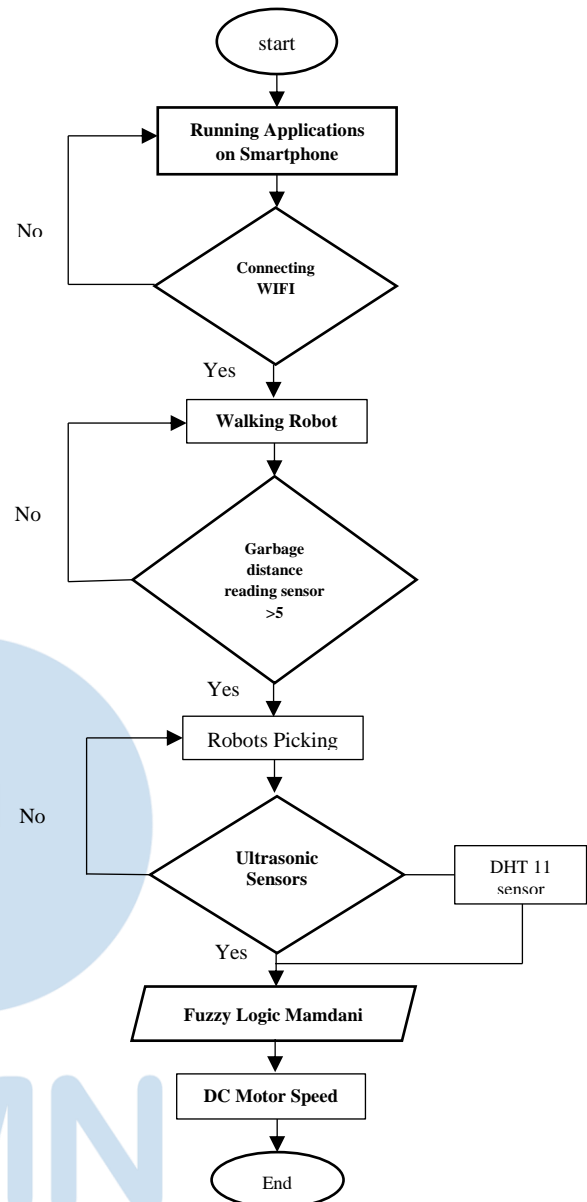 start
Running Applications
on Smartphone
No
Connecting
WIFI
Yes
Walking Robot
No
Garbage
distance
reading sensor
>5
Yes
Robots Picking
No
Ultrasonic
Sensors
DHT 11
sensor
Yes
Fuzzy Logic Mamdani
DC Motor Speed
End
MN